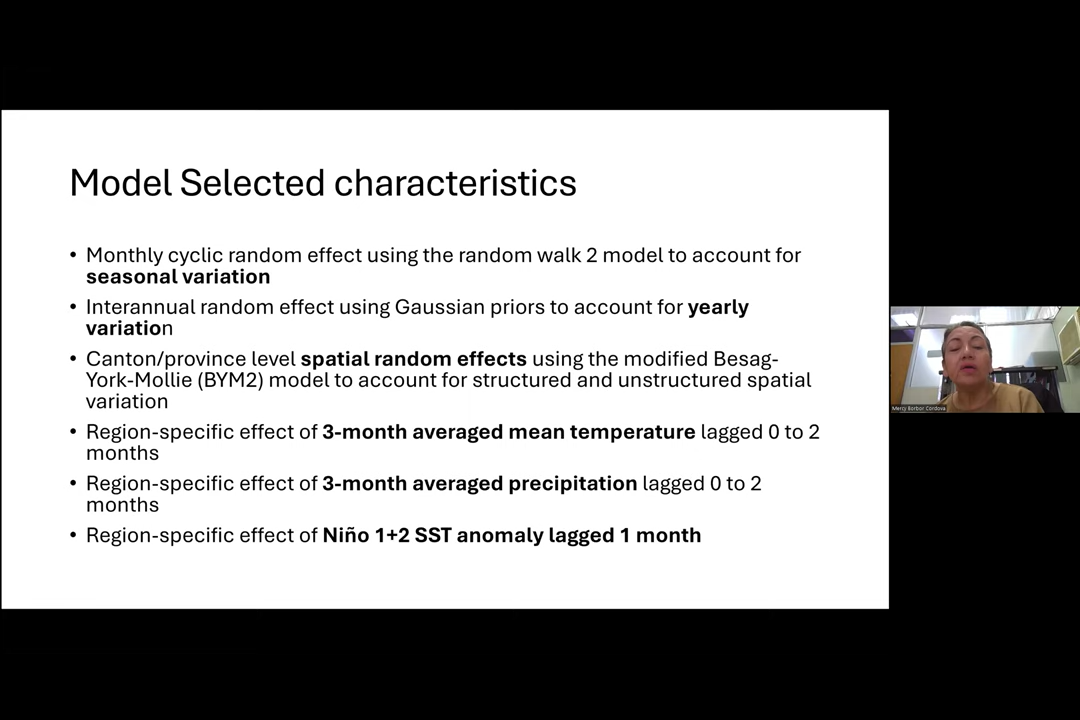 Model Selected characteristics
• Monthly cyclic random effect using the random walk 2 model to account for
seasonal variation
• Interannual random effect using Gaussian priors to account for yearly
variation
• Canton/province level spatial random effects using the modified Besag-
York-Mollie (BYM2) model to account for structured and unstructured spatial
variation
• Region-specific effect of 3-month averaged mean temperature lagged 0 to 2
months
• Region-specific effect of 3-month averaged precipitation lagged 0 to 2
months
• Region-specific effect of Niño 1+2 SST anomaly lagged 1 month
Mercy Borbor Cordova